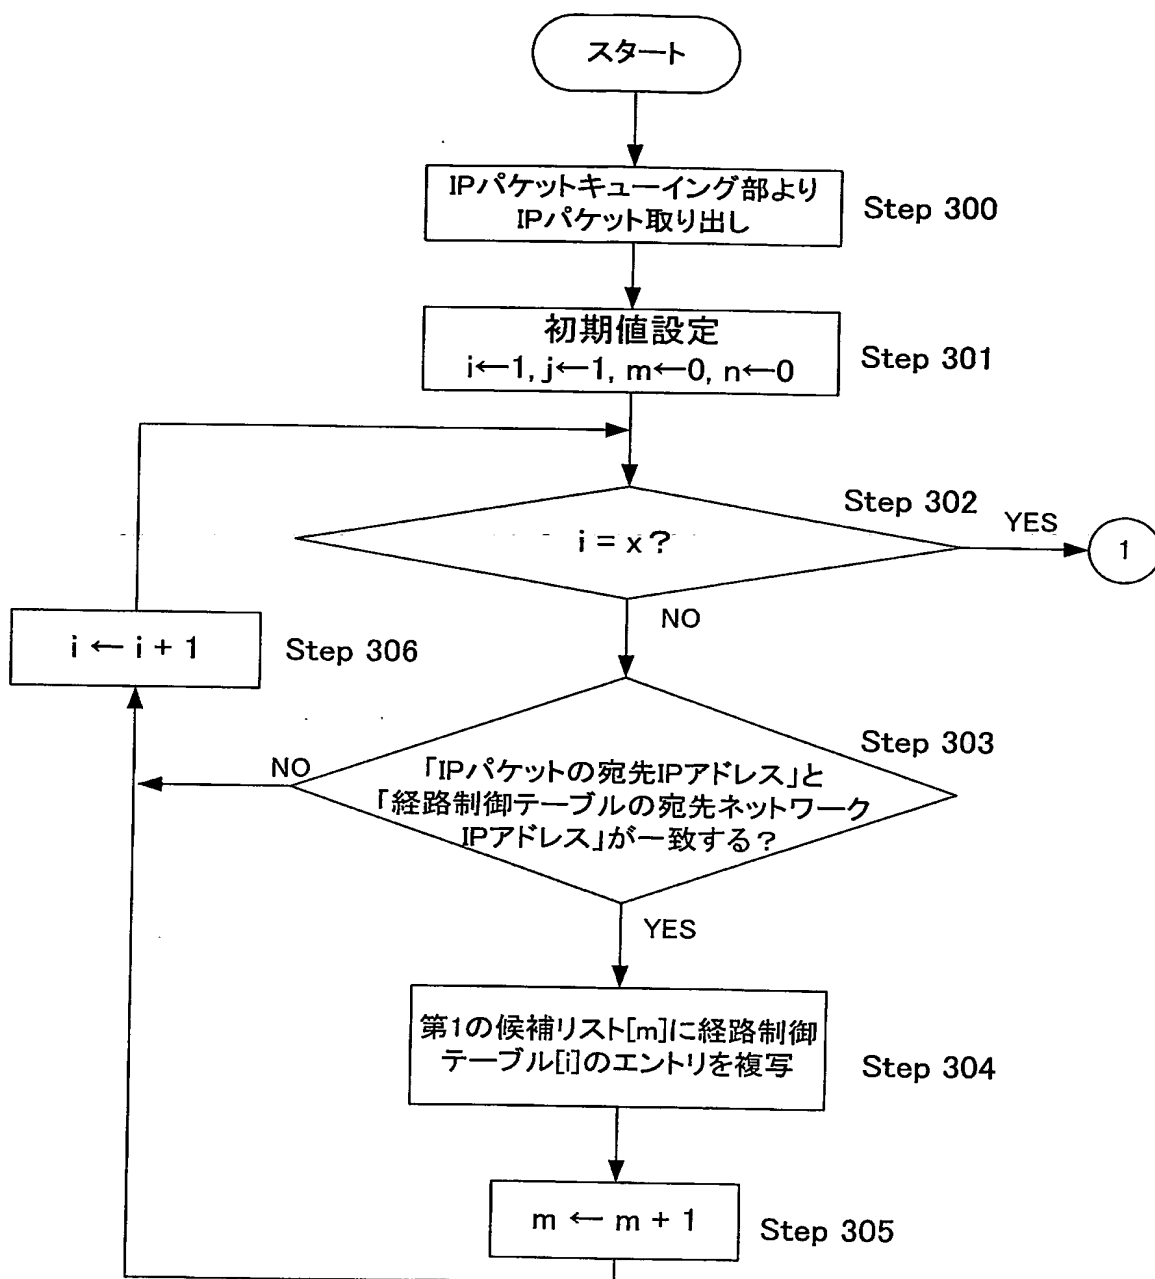 スタート
IPパケットキューイング部より
IPパケット取り出し
Step 300
初期値設定
i←1, j←1, m←0, n←0
Step 301
Step 302
i = x ?
YES
1
NO
i ← i + 1
Step 306
Step 303
NO
「IPパケットの宛先IPアドレス」と
「経路制御テーブルの宛先ネットワーク
IPアドレス」が一致する?
YES
第1の候補リスト[m]に経路制御
テーブル[i]のエントリを複写
Step 304
m ← m + 1
Step 305